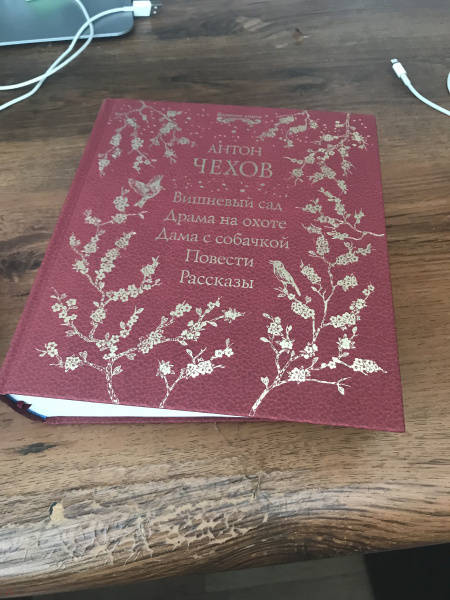 АНТОН
ЧЕХОВ
Вишневый сад
Драма на охоте
Дама с собачкой
Повести
Рассказы